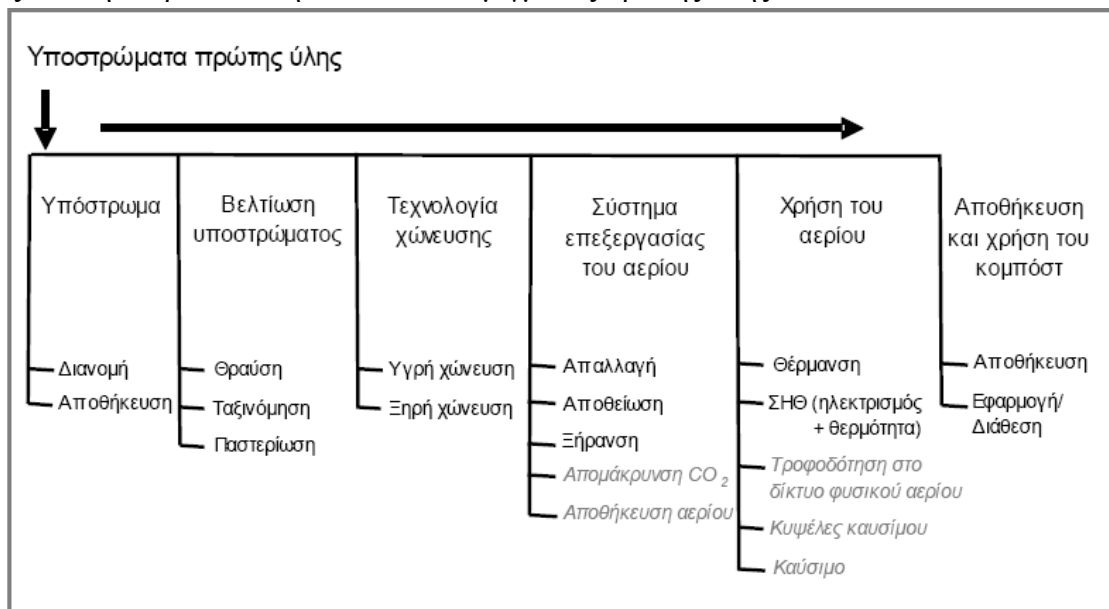 Υποστρώματα πρώτης ύλης
Υπόστρωμα
Διανομή
Αποθήκευση
Βελτίωση
υποστρώματος
Θραύση
Ταξινόμηση
Παστερίωση
Τεχνολογία
χώνευσης
Υγρή χώνευση
Ξηρή χώνευση
Σύστημα
επεξεργασίας
του αερίου
Απαλλαγή
Αποθείωση
Ξήρανση
Απομάκρυνση CO₂
Αποθήκευση αερίου
Χρήση του
αερίου
Θέρμανση
ΣΗΘ (ηλεκτρισμός
+ θερμότητα)
Τροφοδότηση στο
δίκτυο φυσικού αερίου
Κυψέλες καυσίμου
Καύσιμο
Αποθήκευση
και χρήση του
κομπόστ
Αποθήκευση
Εφαρμογή/
Διάθεση